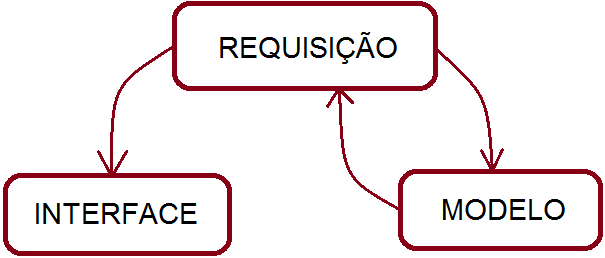 REQUISIÇÃO
INTERFACE
MODELO